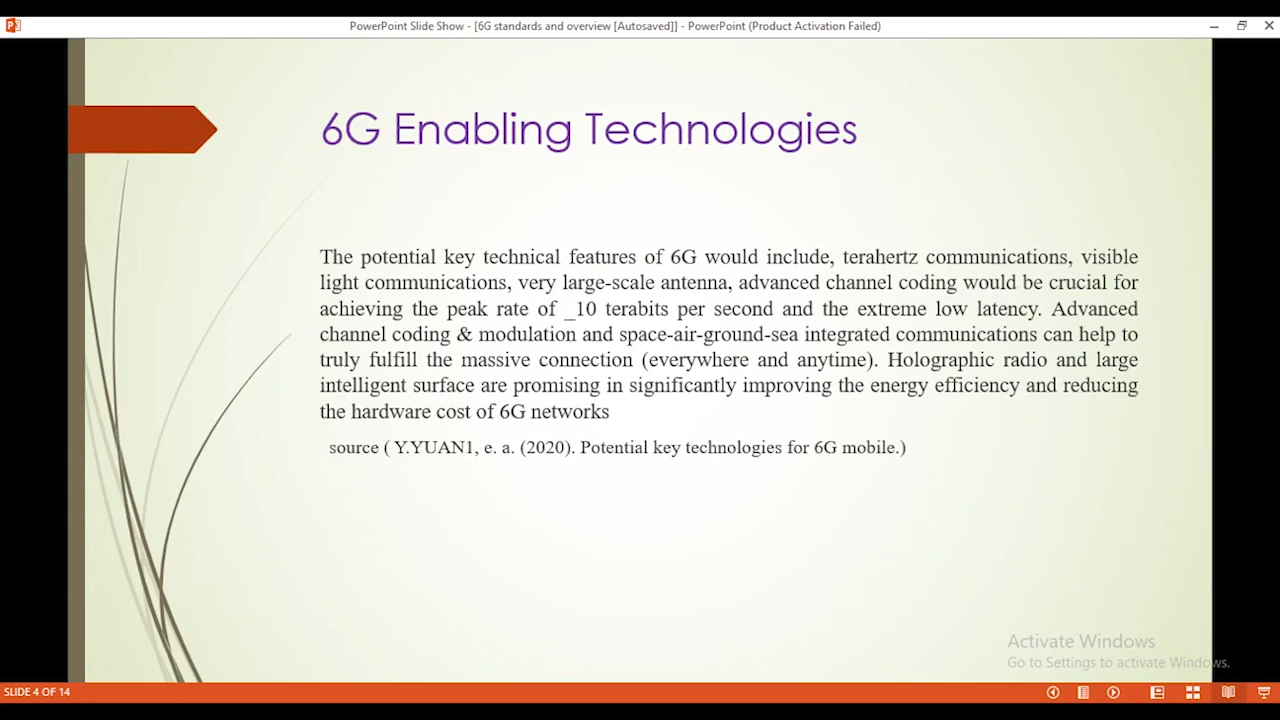 PowerPoint Slide Show - [6G standards and overview [Autosaved]] - PowerPoint (Product Activation Failed)
6G Enabling Technologies
The potential key technical features of 6G would include, terahertz communications, visible
light communications, very large-scale antenna, advanced channel coding would be crucial for
achieving the peak rate of _10 terabits per second and the extreme low latency. Advanced
channel coding & modulation and space-air-ground-sea integrated communications can help to
truly fulfill the massive connection (everywhere and anytime). Holographic radio and large
intelligent surface are promising in significantly improving the energy efficiency and reducing
the hardware cost of 6G networks
source ( Y.YUAN1, e. a. (2020). Potential key technologies for 6G mobile.)
Activate Windows
Go to Settings to activate Windows.
SLIDE 4 OF 14